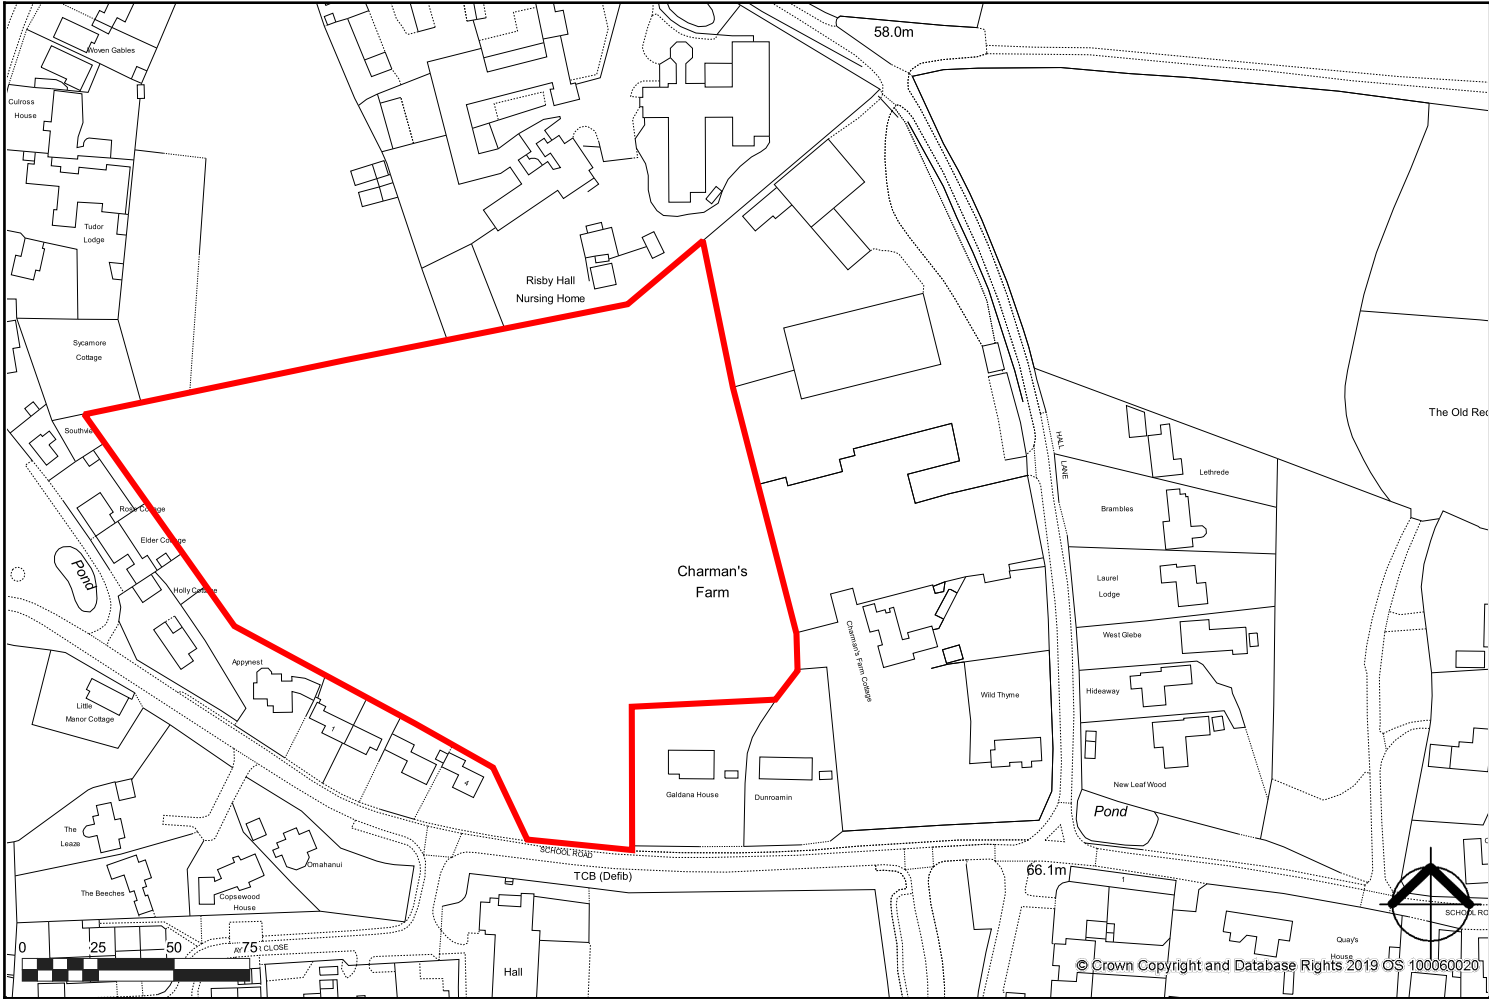 58.0m
Woven Gables
Culross
House
Tudor
Lodge
Risby Hall
Nursing Home
Sycamore
Cottage
The Old Rec
Southvie
HALL
LANE
Lethrede
Rose Cottage
Brambles
Elder Cottage
Pond
Holly Cottage
Charman's
Farm
Laurel
Lodge
Charman's Farm Cottage
West Glebe
Appynest
Wild Thyme
Hideaway
Little
Manor Cottage
1
4
Galdana House
Dunroamin
New Leaf Wood
Pond
The
Leaze
SCHOOL ROAD
Omahanui
TCB (Defib)
66.1m
1
The Beeches
Copsewood
House
SCHOOL RO
Quay's
House
CLOSE
0 25 50 75
Hall
© Crown Copyright and Database Rights 2019 OS 100060020